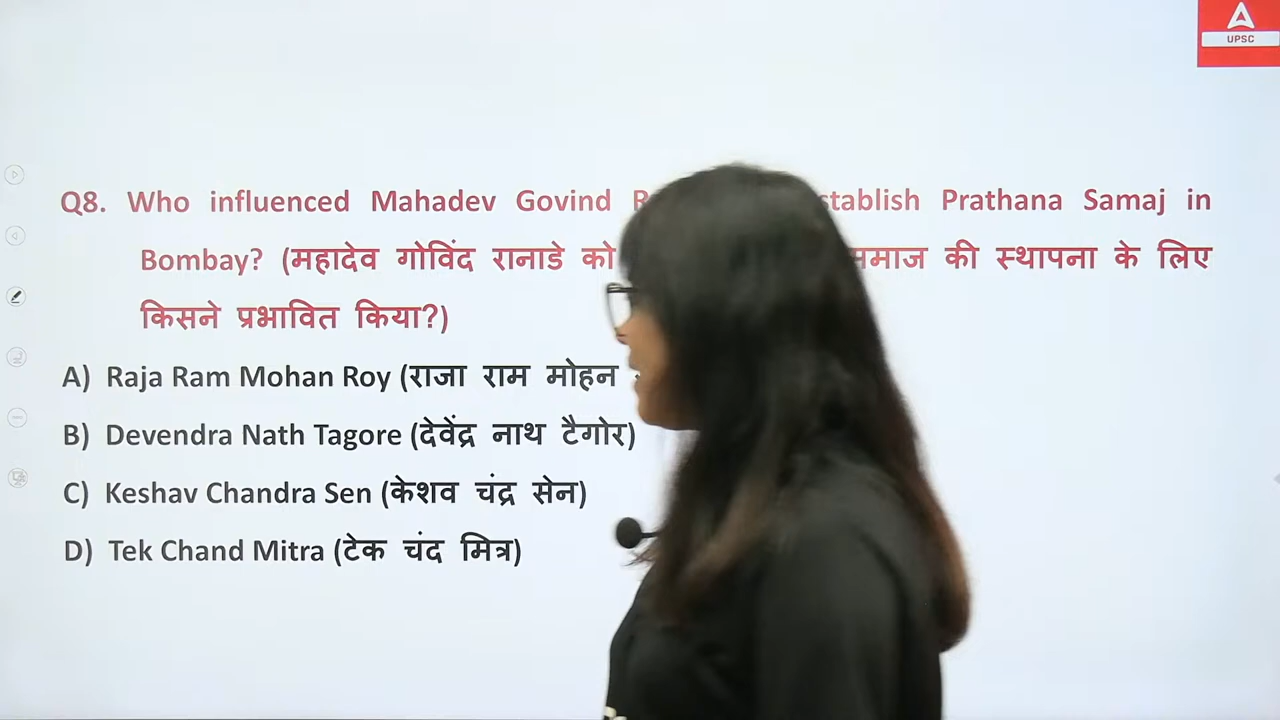 UPSC
Q8. Who influenced Mahadev Govind stablish Prathana Samaj in
Bombay? (महादेव गोविंद रानाडे को समाज की स्थापना के लिए
किसने प्रभावित किया?)
A) Raja Ram Mohan Roy (राजा राम मोहन
B) Devendra Nath Tagore (देवेंद्र नाथ टैगोर)
C) Keshav Chandra Sen (केशव चंद्र सेन)
D) Tek Chand Mitra (टेक चंद मित्र)